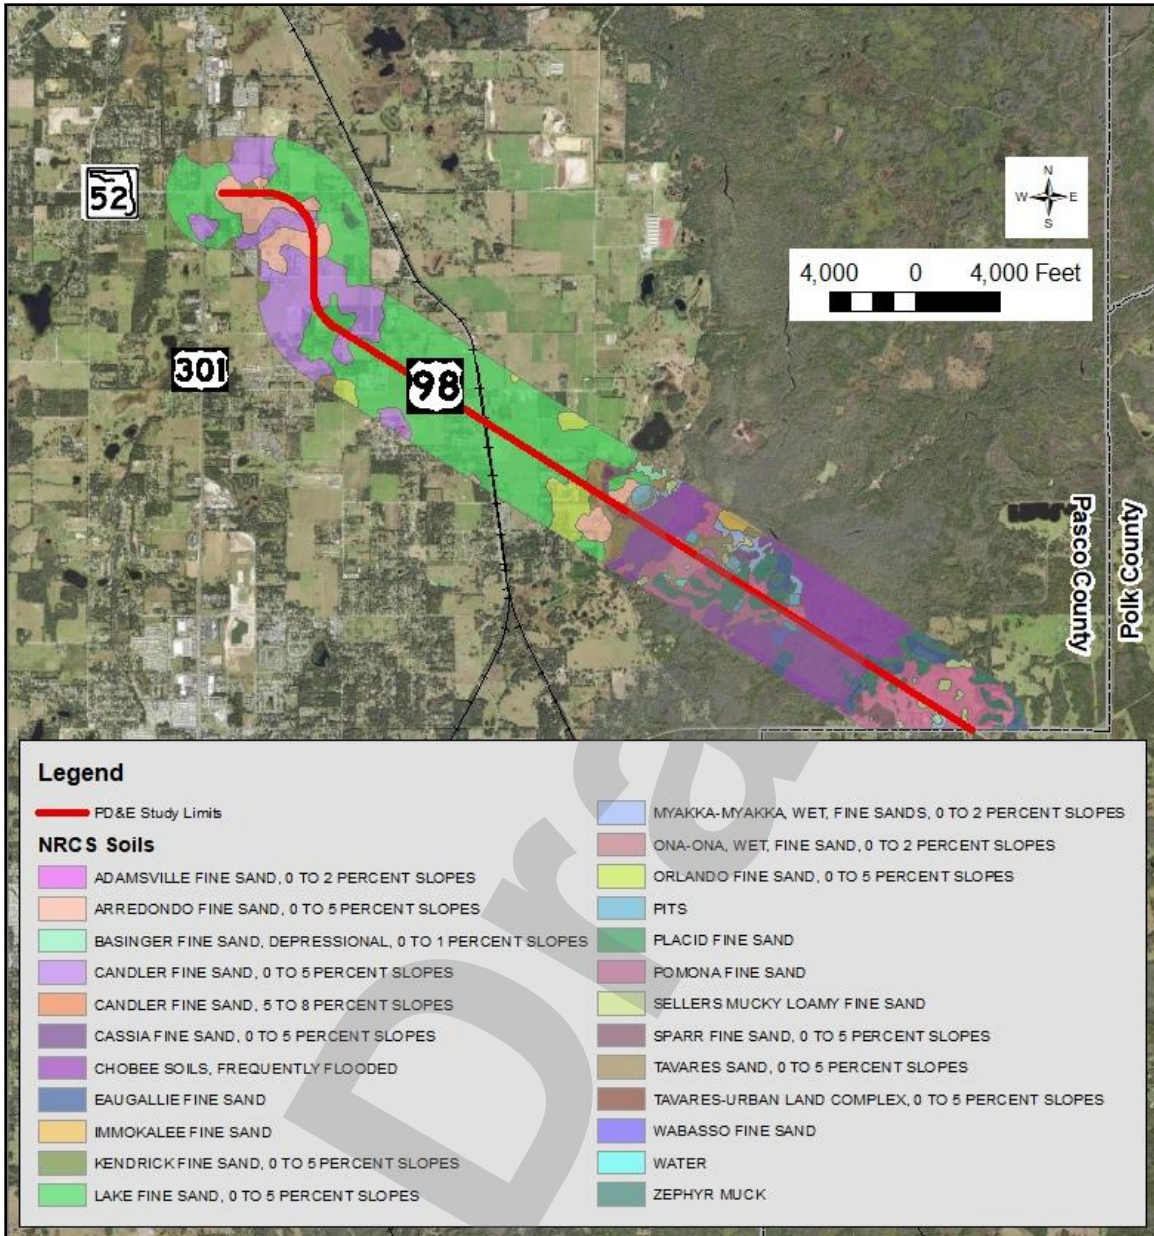 52
N
W E
S
4,000 0 4,000 Feet
301
98
Pasco County
Polk County
Legend
PD&E Study Limits
NRCS Soils
ADAMSVILLE FINE SAND, 0 TO 2 PERCENT SLOPES
ARREDONDO FINE SAND, 0 TO 5 PERCENT SLOPES
BASINGER FINE SAND, DEPRESSIONAL, 0 TO 1 PERCENT SLOPES
CANDLER FINE SAND, 0 TO 5 PERCENT SLOPES
CANDLER FINE SAND, 5 TO 8 PERCENT SLOPES
CASSIA FINE SAND, 0 TO 5 PERCENT SLOPES
CHOBEE SOILS, FREQUENTLY FLOODED
EAUGALLIE FINE SAND
IMMOKALEE FINE SAND
KENDRICK FINE SAND, 0 TO 5 PERCENT SLOPES
LAKE FINE SAND, 0 TO 5 PERCENT SLOPES
MYAKKA-MYAKKA, WET, FINE SANDS, 0 TO 2 PERCENT SLOPES
ONA-ONA, WET, FINE SAND, 0 TO 2 PERCENT SLOPES
ORLANDO FINE SAND, 0 TO 5 PERCENT SLOPES
PITS
PLACID FINE SAND
POMONA FINE SAND
SELLERS MUCKY LOAMY FINE SAND
SPARR FINE SAND, 0 TO 5 PERCENT SLOPES
TAVARES SAND, 0 TO 5 PERCENT SLOPES
TAVARES-URBAN LAND COMPLEX, 0 TO 5 PERCENT SLOPES
WABASSO FINE SAND
WATER
ZEPHYR MUCK
Dra